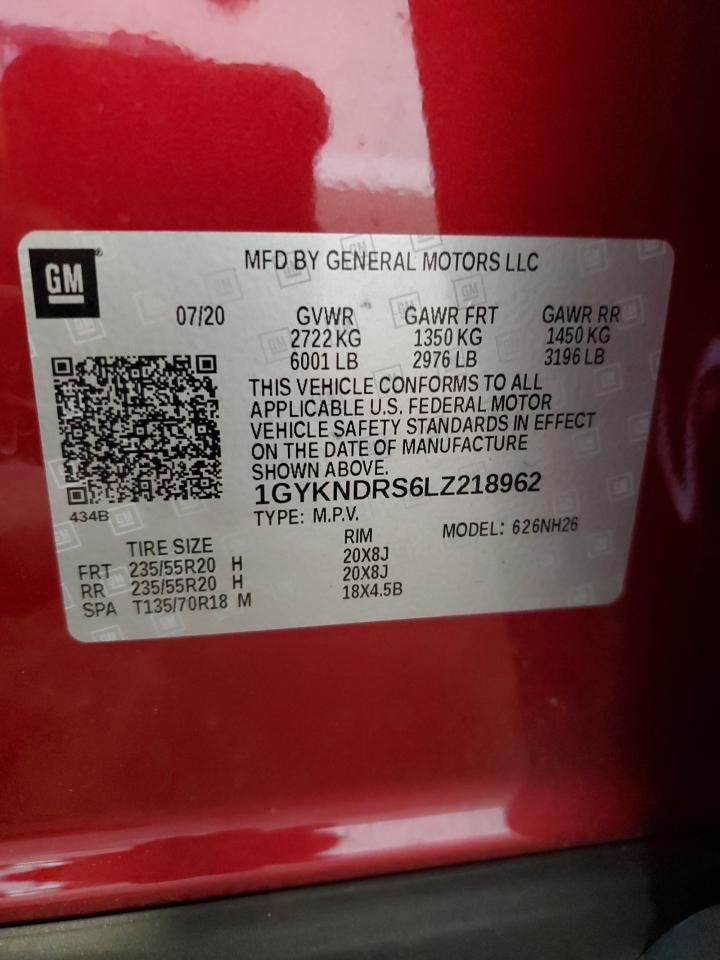 GM
MFD BY GENERAL MOTORS LLC
07/20 GVWR GAWR FRT GAWR RR
2722 KG 1350 KG 1450 KG
6001 LB 2976 LB 3196 LB
THIS VEHICLE CONFORMS TO ALL
APPLICABLE U.S. FEDERAL MOTOR
VEHICLE SAFETY STANDARDS IN EFFECT
ON THE DATE OF MANUFACTURE
SHOWN ABOVE.
1GYKNDRS6LZ218962
434B
TYPE: M.P.V. MODEL: 626NH26
TIRE SIZE RIM
FRT 235/55R20 H 20X8J
RR 235/55R20 H 20X8J
SPA T135/70R18 M 18X4.5B